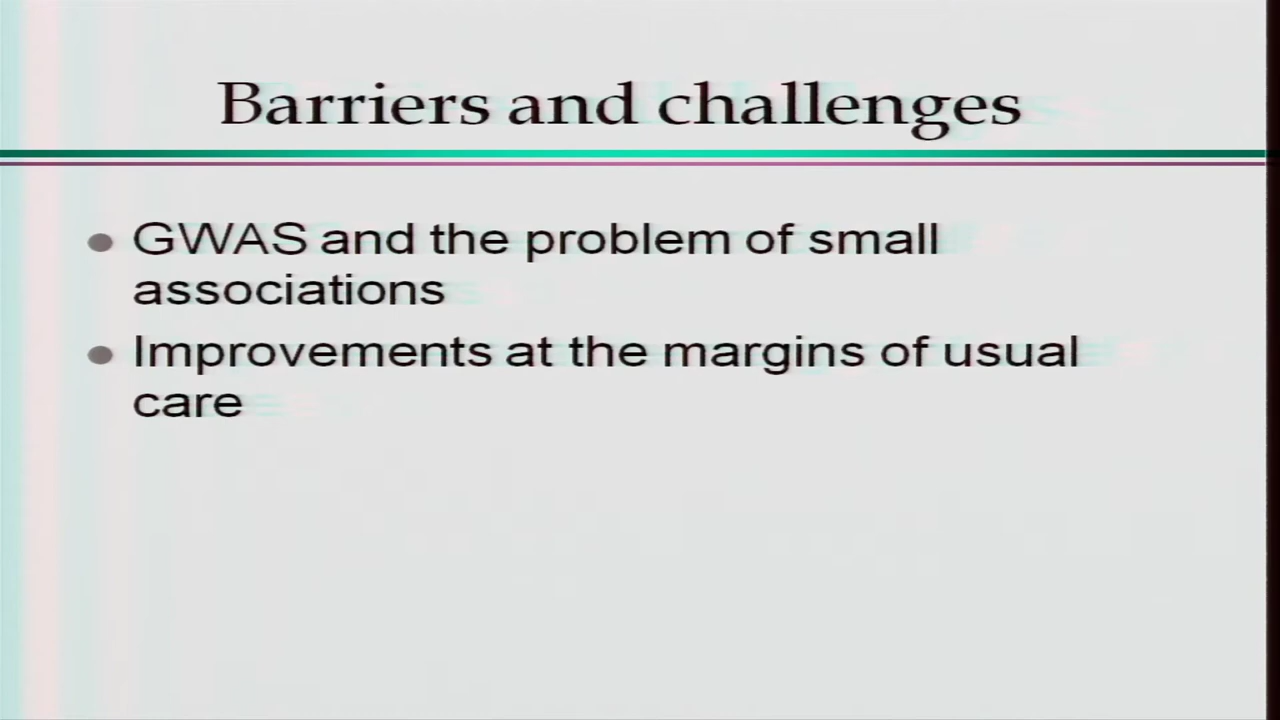 Barriers and challenges
GWAS and the problem of small
associations
Improvements at the margins of usual
care